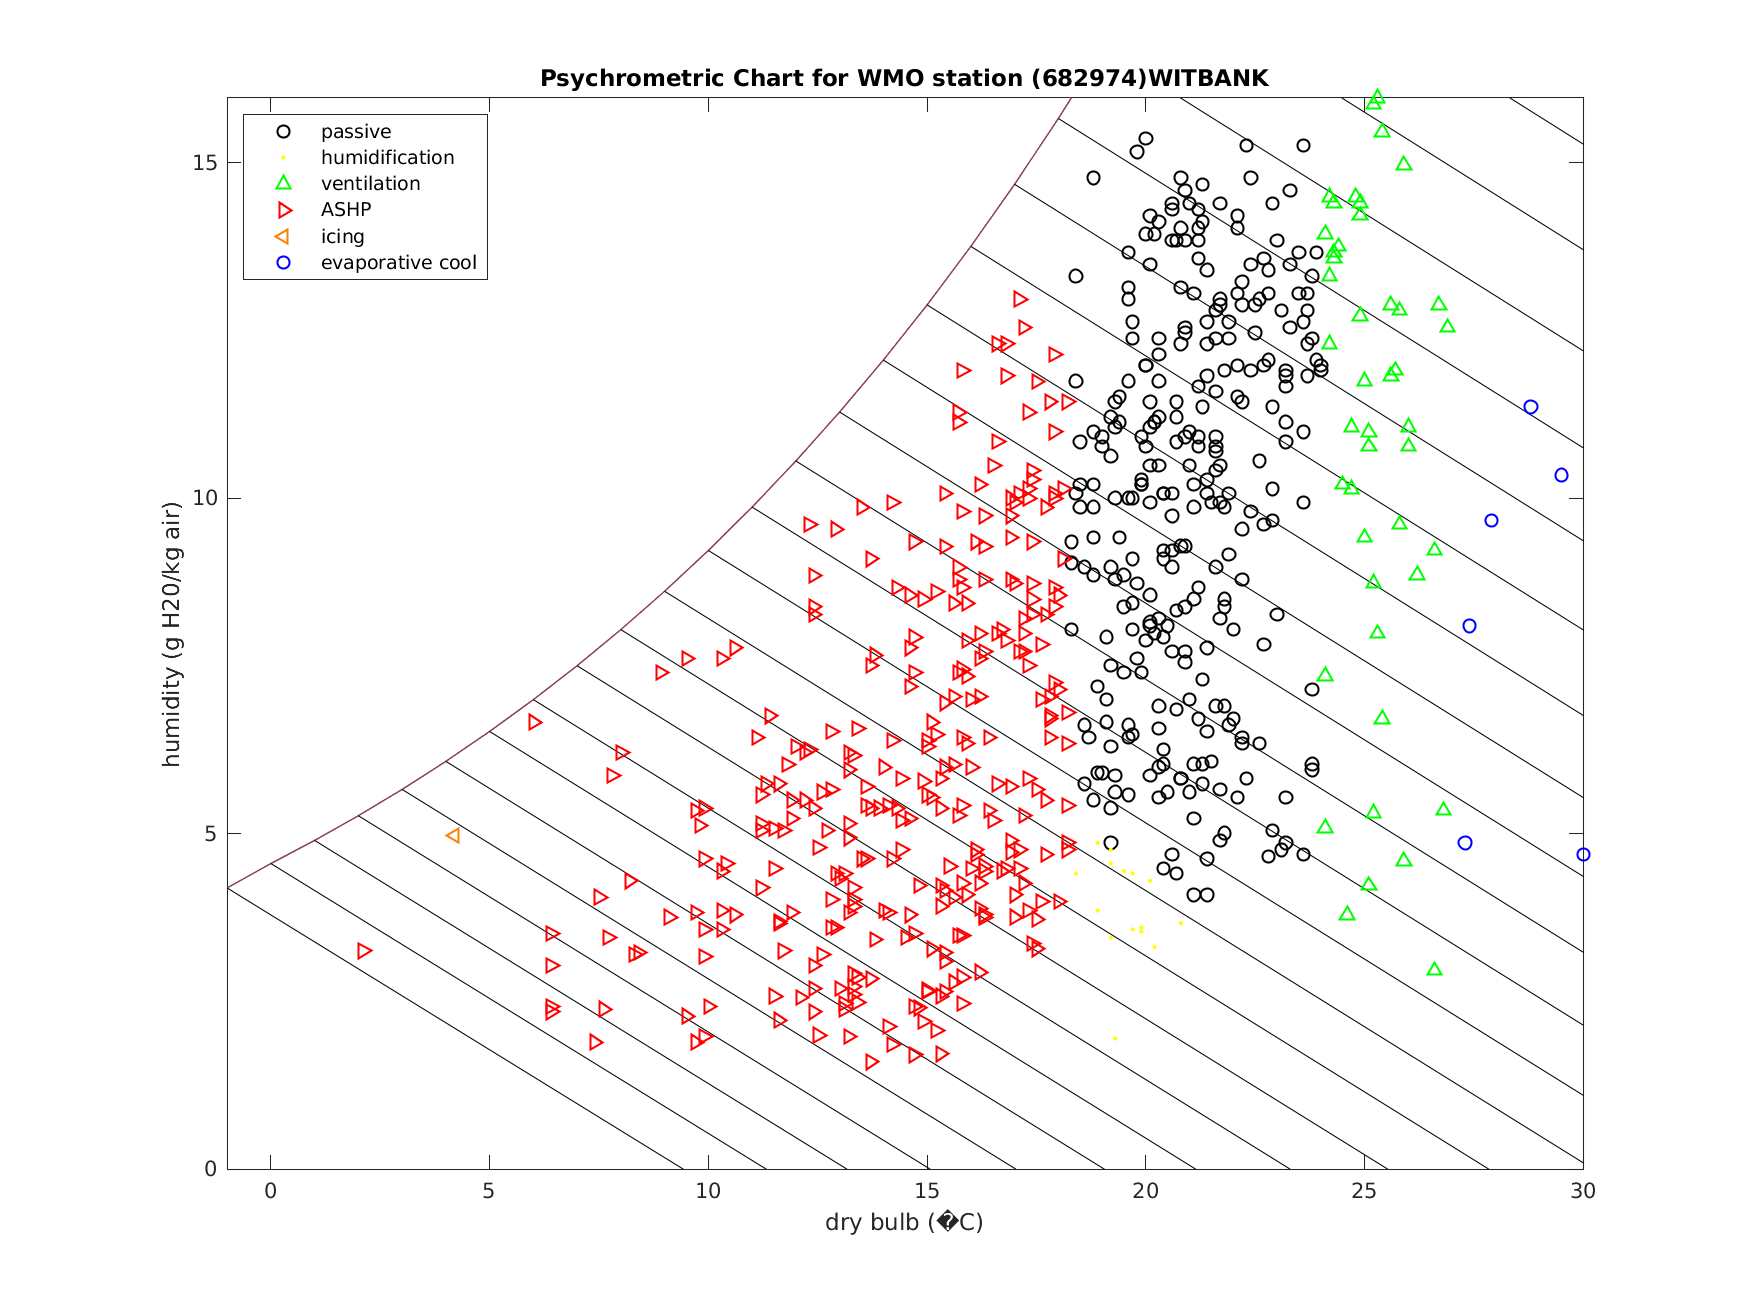 Psychrometric Chart for WMO station (682974)WITBANK
passive
humidification
ventilation
ASHP
icing
evaporative cool
15
10
5
0
humidity (g H20/kg air)
0 5 10 15 20 25 30
dry bulb (�C)